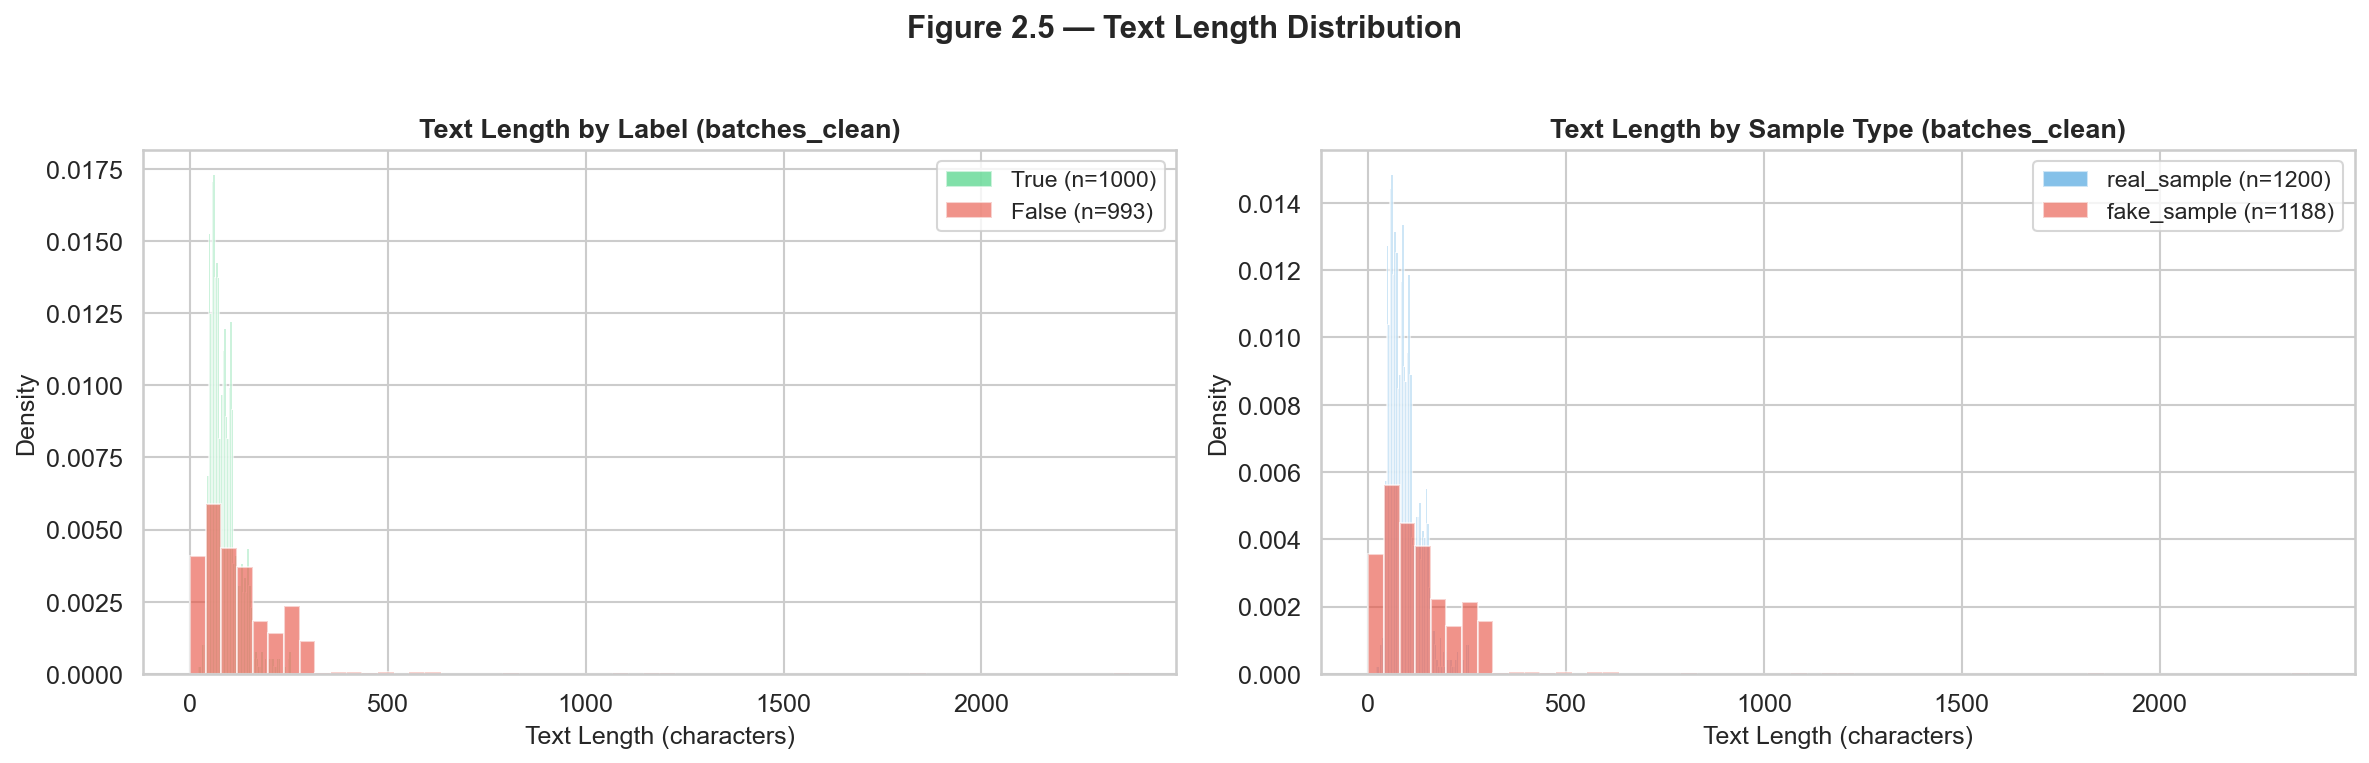 Figure 2.5 — Text Length Distribution
Text Length by Label (batches_clean)
True (n=1000)
False (n=993)
Density
0.0175
0.0150
0.0125
0.0100
0.0075
0.0050
0.0025
0.0000
0 500 1000 1500 2000
Text Length (characters)
Text Length by Sample Type (batches_clean)
real_sample (n=1200)
fake_sample (n=1188)
Density
0.014
0.012
0.010
0.008
0.006
0.004
0.002
0.000
0 500 1000 1500 2000
Text Length (characters)